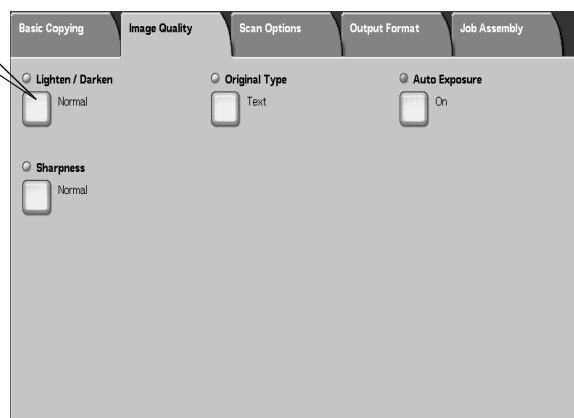 Basic Copying Image Quality Scan Options Output Format Job Assembly
Lighten / Darken Original Type Auto Exposure
Normal Text On
Sharpness
Normal